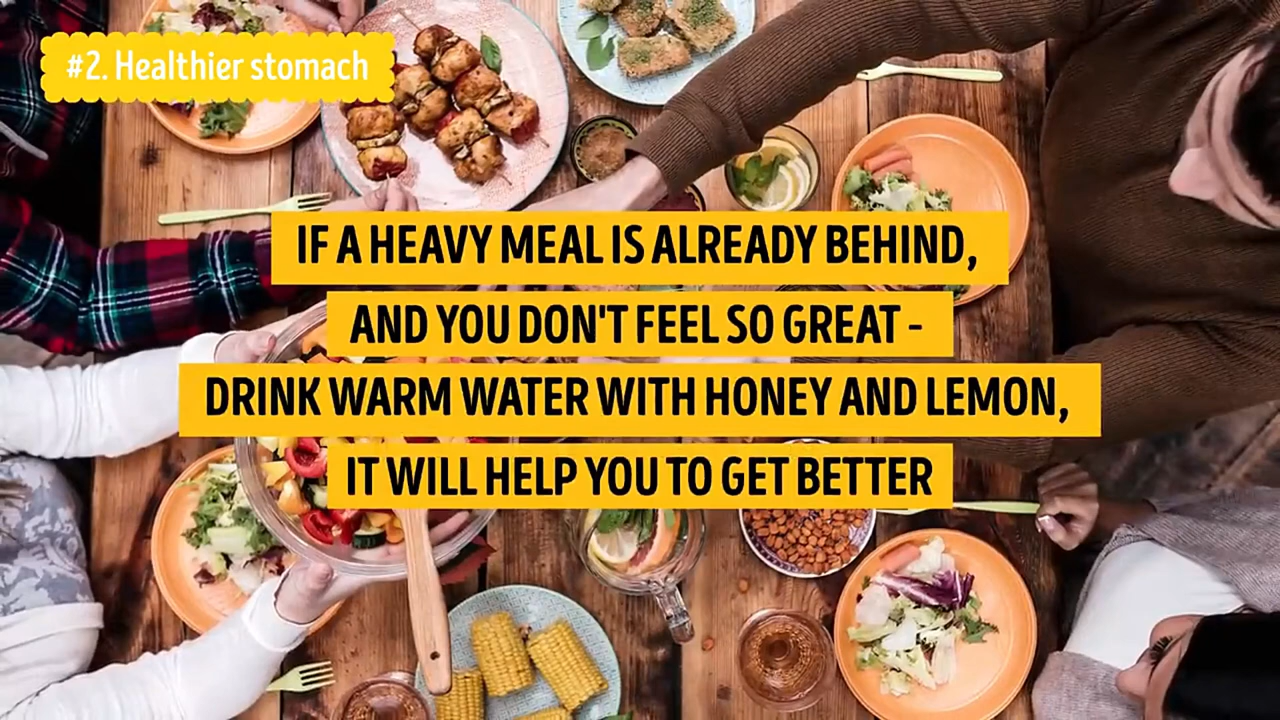 #2. Healthier stomach
IF A HEAVY MEAL IS ALREADY BEHIND,
AND YOU DON'T FEEL SO GREAT -
DRINK WARM WATER WITH HONEY AND LEMON,
IT WILL HELP YOU TO GET BETTER